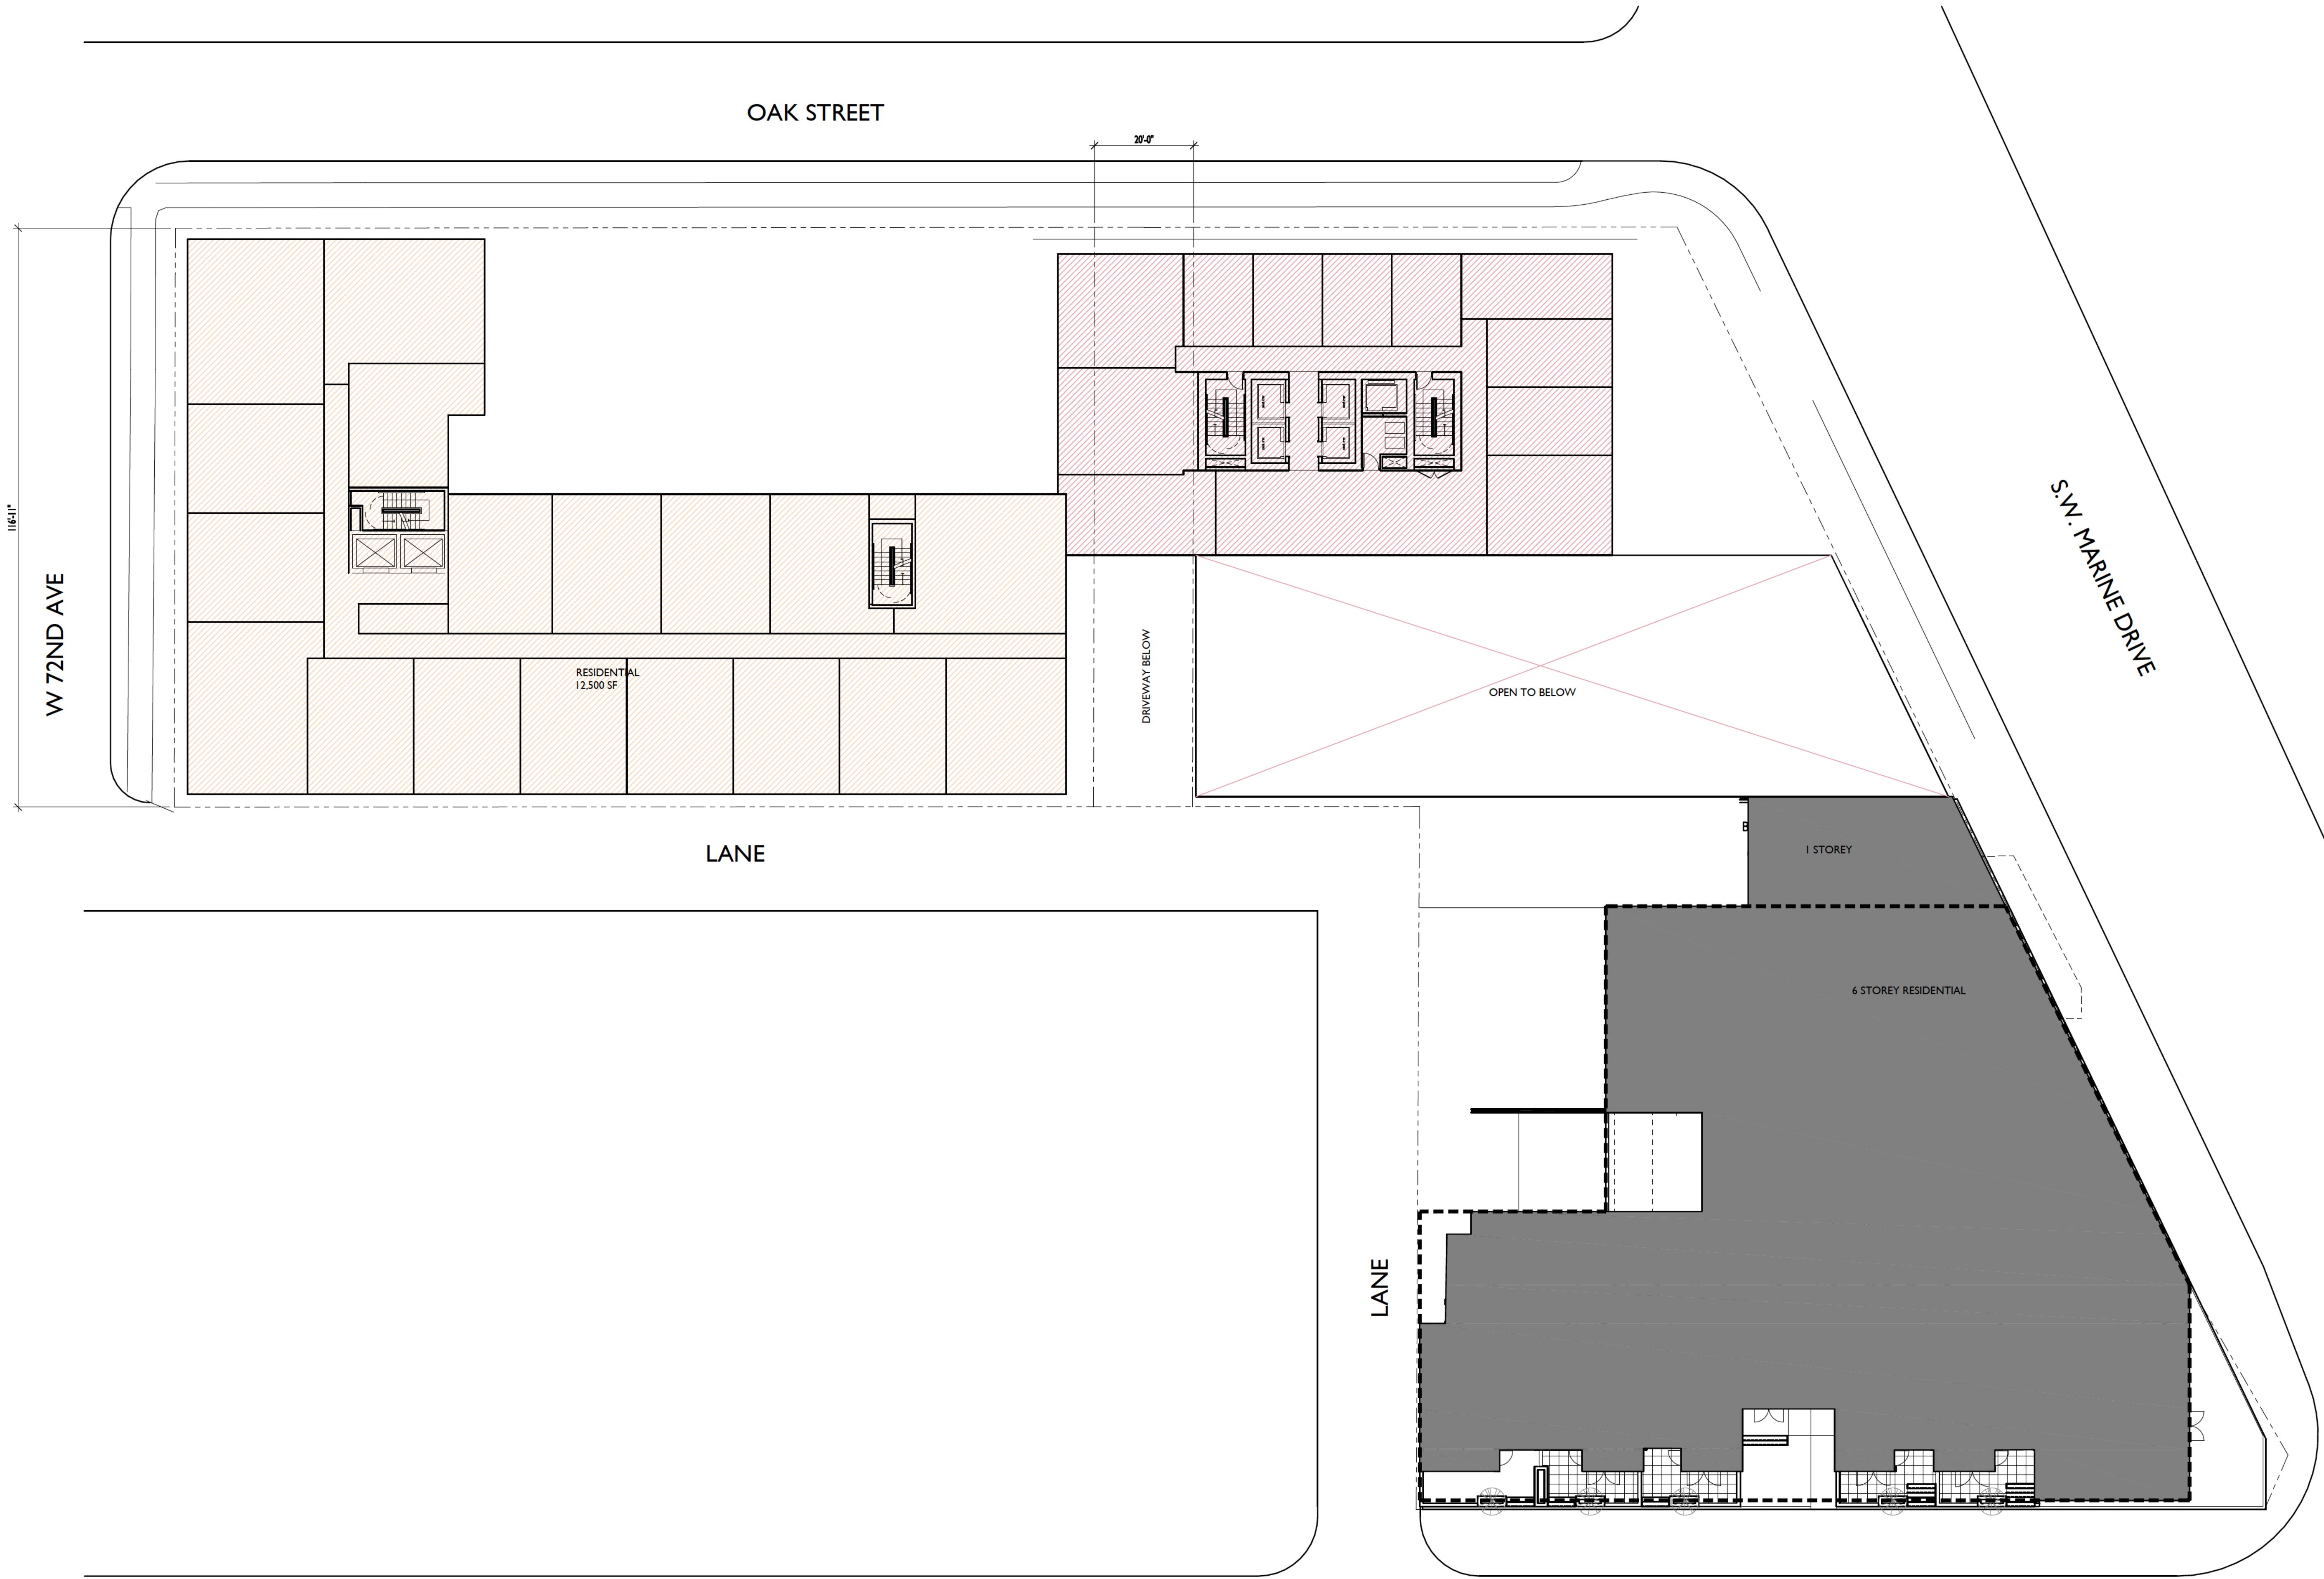 OAK STREET
20'-0"
116'-11"
W 72ND AVE
S.W. MARINE DRIVE
RESIDENTIAL
12,500 SF
DRIVEWAY BELOW
OPEN TO BELOW
LANE
1 STOREY
6 STOREY RESIDENTIAL
LANE